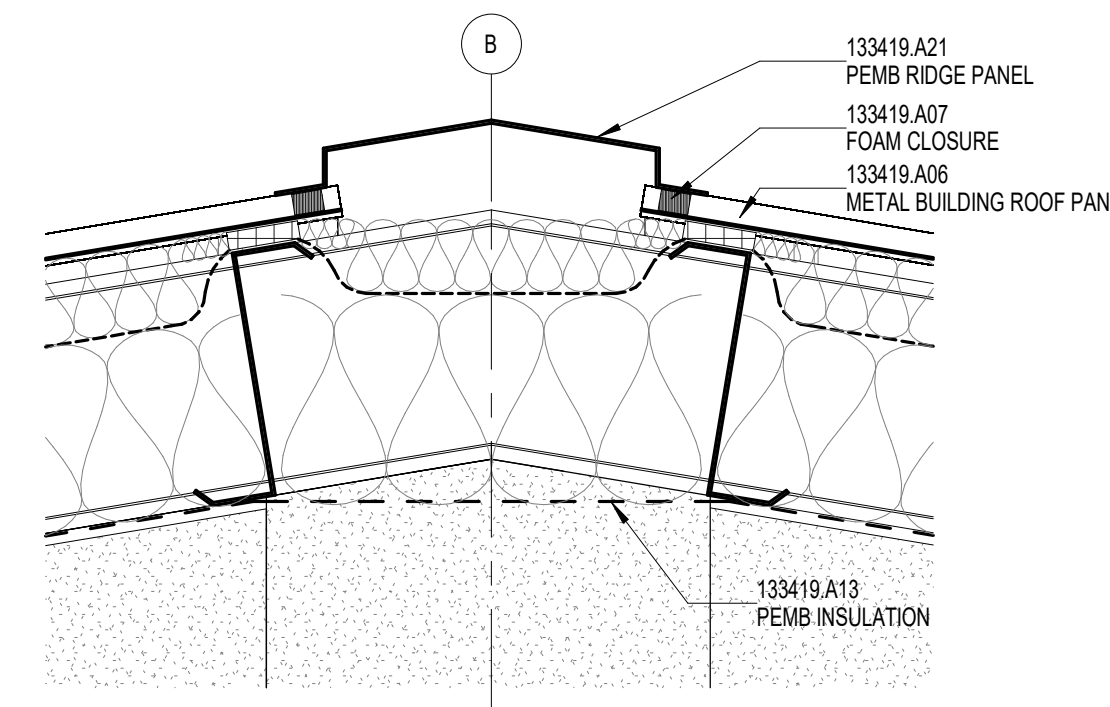 B
133419.A21
PEMB RIDGE PANEL
133419.A07
FOAM CLOSURE
133419.A06
METAL BUILDING ROOF PAN
133419.A13
PEMB INSULATION